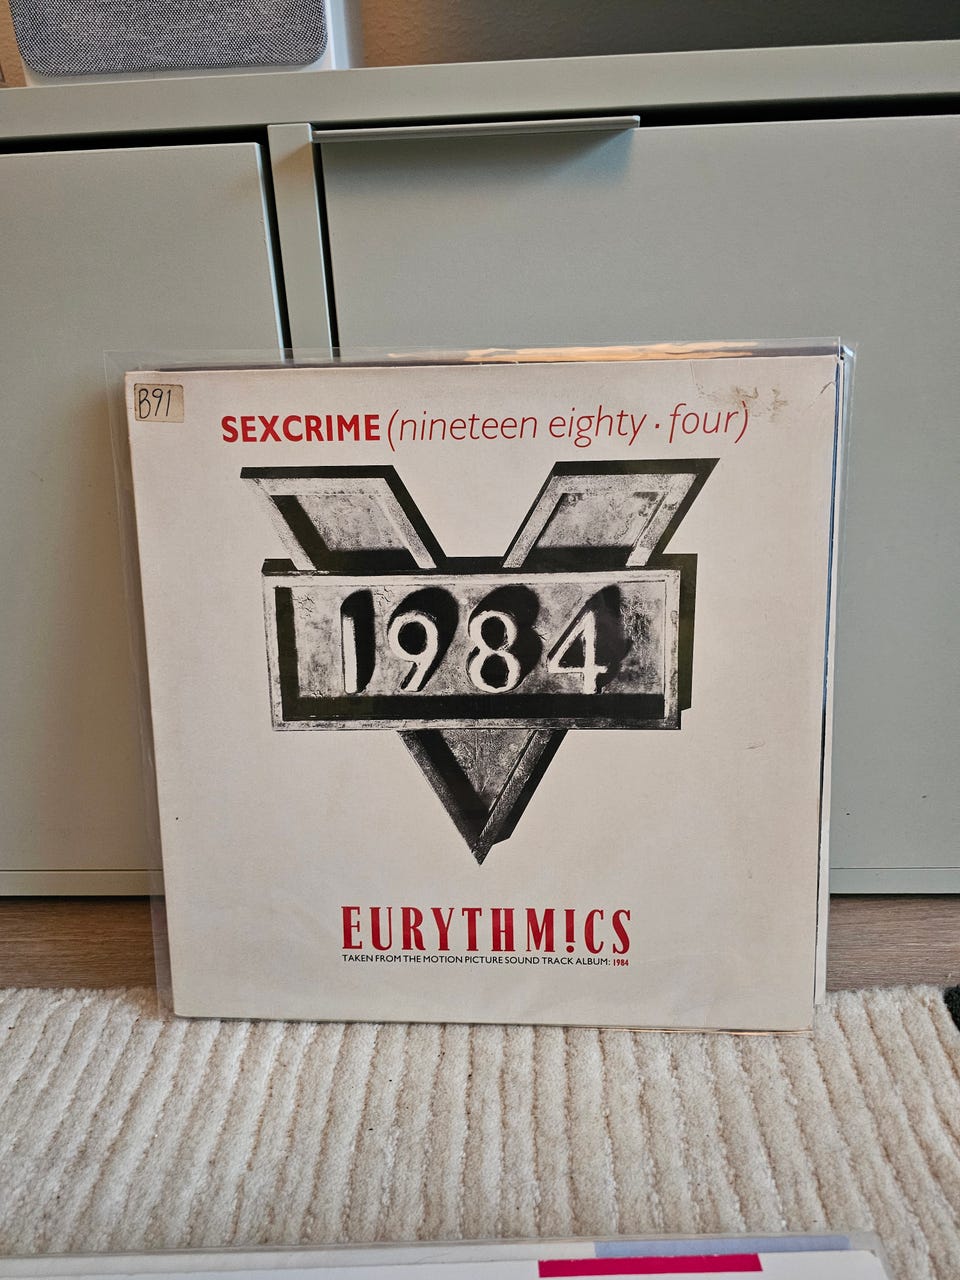 B91
SEXCRIME (nineteen eighty · four)
1984
EURYTHM!CS
TAKEN FROM THE MOTION PICTURE SOUND TRACK ALBUM: 1984